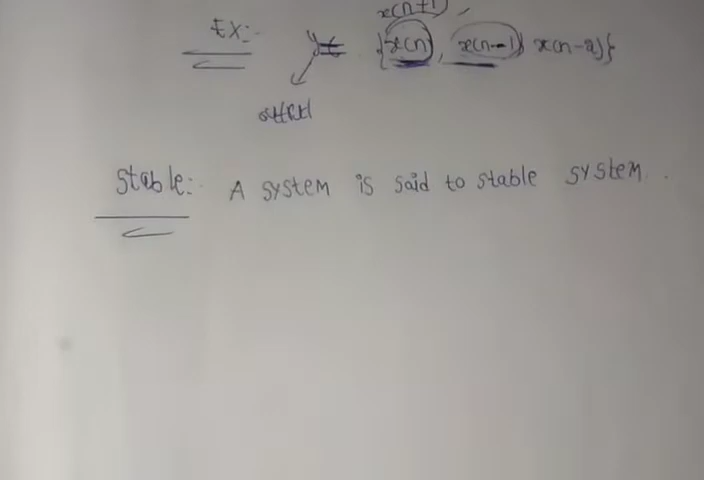 x(n+1),
Ex:- y= {x(n), x(n-1) x(n-2)}
Stable:- A system is said to stable system.